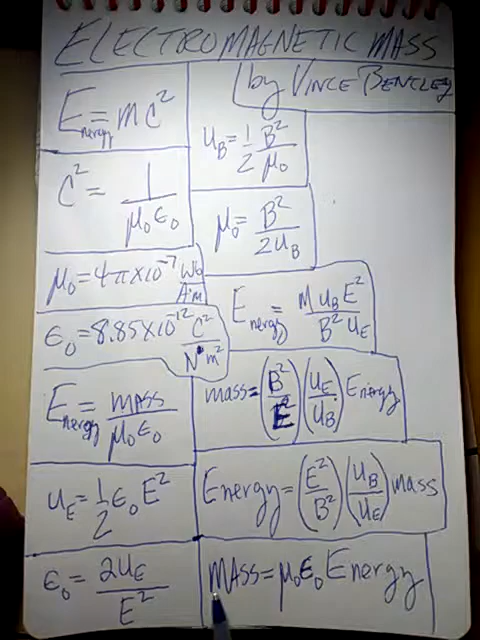 ELECTROMAGNETIC MASS
by VINCE BENTLEY
Energy = mc²
C² = 1/μ₀ε₀
μ₀ = 4π×10⁻⁷ Wb/A·m
ε₀ = 8.85×10⁻¹² C²/N·m²
Energy = MASS/μ₀ε₀
u_E = 1/2 ε₀E²
ε₀ = 2u_E/E²
u_B = 1/2 B²/μ₀
μ₀ = B²/2u_B
Energy = M u_B E²/B² u_E
mass = (B²/E²)(u_E/u_B) Energy
Energy = (E²/B²)(u_B/u_E) mass
MASS = μ₀ε₀ Energy